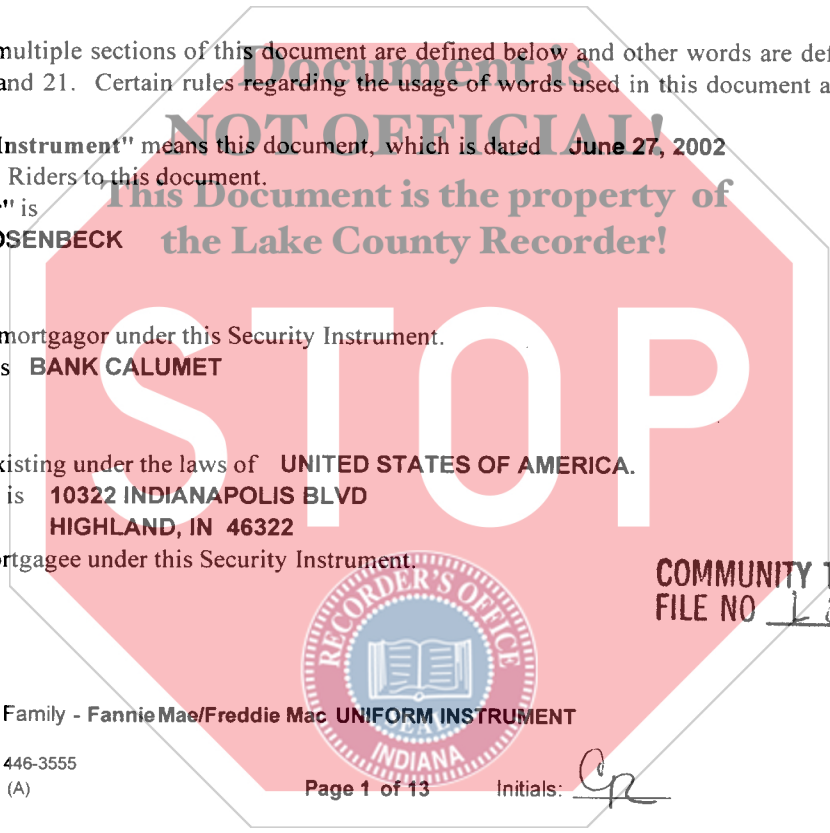 multiple sections of this document are defined below and other words are def
and 21. Certain rules regarding the usage of words used in this document a
Document is
NOT OFFICIAL!
This Document is the property of
the Lake County Recorder!
STOP
Instrument" means this document, which is dated June 27, 2002
Riders to this document.
" is
OSENBECK
mortgagor under this Security Instrument.
s BANK CALUMET
xisting under the laws of UNITED STATES OF AMERICA.
is 10322 INDIANAPOLIS BLVD
HIGHLAND, IN 46322
ortgagee under this Security Instrument.
COMMUNITY T
FILE NO 1
RECORDER'S OFFICE
SEAL
INDIANA
Family - Fannie Mae/Freddie Mac UNIFORM INSTRUMENT
446-3555
(A)
Page 1 of 13 Initials: CR